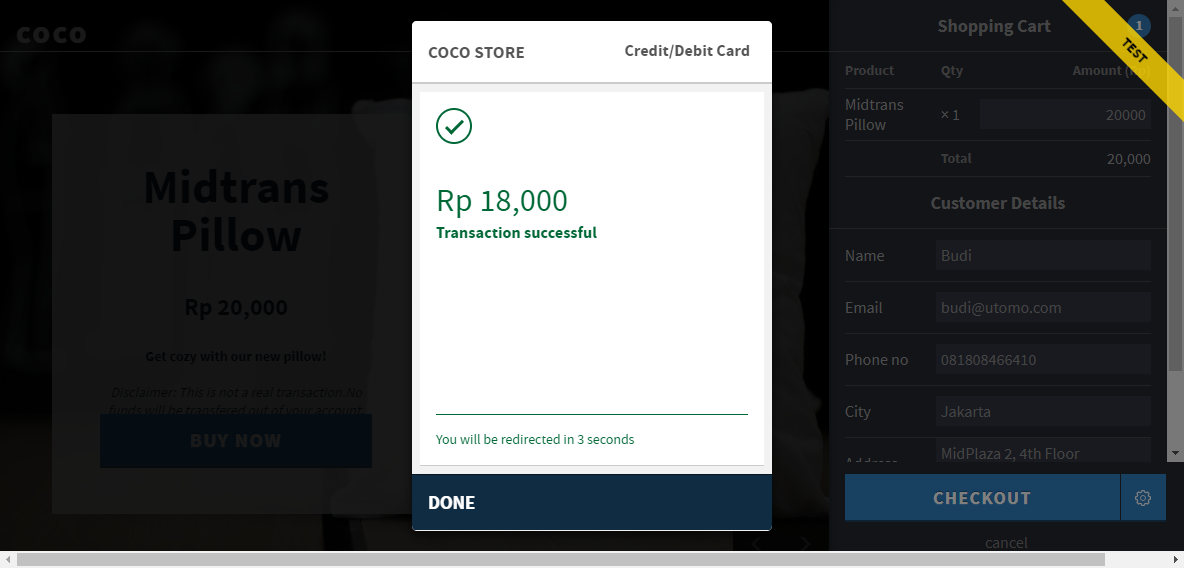 coco
Midtrans
Pillow
Rp 20,000
Get cozy with our new pillow!
Disclaimer: This is not a real transaction.No
funds will be transfered out of your account.
BUY NOW
COCO STORE
Credit/Debit Card
Rp 18,000
Transaction successful
You will be redirected in 3 seconds
DONE
Shopping Cart 1
TEST
Product Qty Amount
Midtrans
Pillow
× 1 20000
Total 20,000
Customer Details
Name Budi
Email budi@utomo.com
Phone no 081808466410
City Jakarta
Address MidPlaza 2, 4th Floor
CHECKOUT
cancel